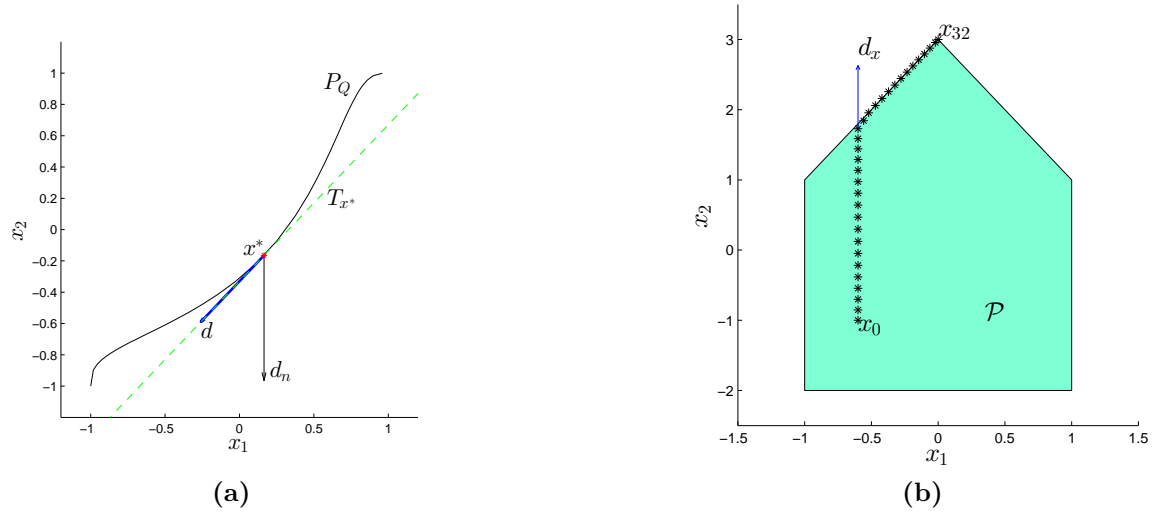 1
0.8
0.6
0.4
0.2
0
−0.2
−0.4
−0.6
−0.8
−1
x₂
P_Q
T_{x*}
x*
d
d_n
−1
−0.5
0
0.5
1
x₁
(a)
3
2
1
0
−1
−2
x₂
x₃₂
d_x
x₀
𝒫
−1.5
−1
−0.5
0
0.5
1
1.5
x₁
(b)